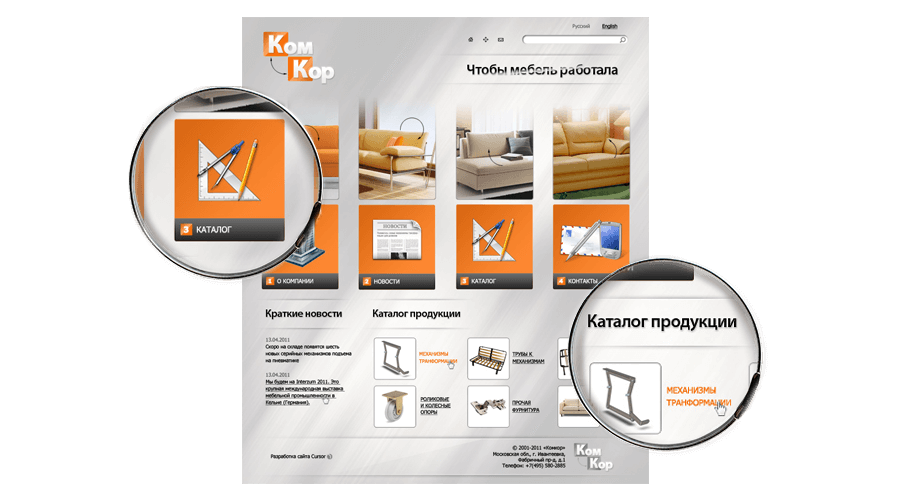 Русский English
Ком
Кор
Чтобы мебель работала
3 КАТАЛОГ
НОВОСТИ
1 О КОМПАНИИ
2 НОВОСТИ
3 КАТАЛОГ
4 КОНТАКТЫ
Краткие новости
13.04.2011
Скоро на складе появятся шесть
новых серийных механизмов подъема
на пневматике
13.04.2011
Мы будем на Interzum 2011. Это
крупная международная выставка
мебельной промышленности в
Кельне (Германия).
Каталог продукции
МЕХАНИЗМЫ
ТРАНФОРМАЦИИ
ТРУБЫ К
МЕХАНИЗМАМ
РОЛИКОВЫЕ
И КОЛЕСНЫЕ
ОПОРЫ
ПРОЧАЯ
ФУРНИТУРА
Каталог продукции
МЕХАНИЗМЫ
ТРАНФОРМАЦИИ
Разработка сайта Cursor
© 2001-2011 «Комкор»
Московская обл., г. Ивантеевка,
Фабричный пр-д, д.1
Телефон: +7(495) 580-2885
Ком
Кор